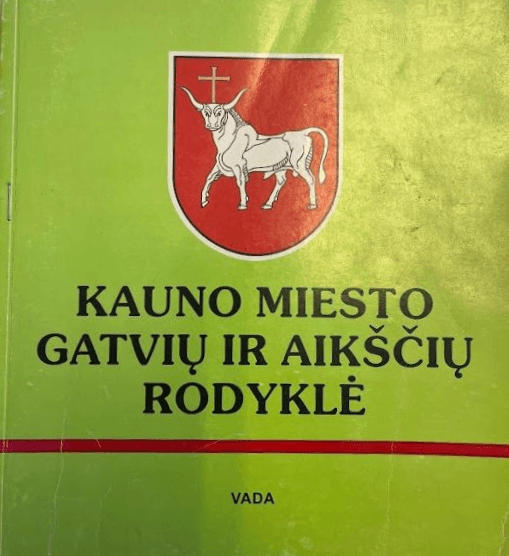 KAUNO MIESTO
GATVIŲ IR AIKŠČIŲ
RODYKLĖ
VADA